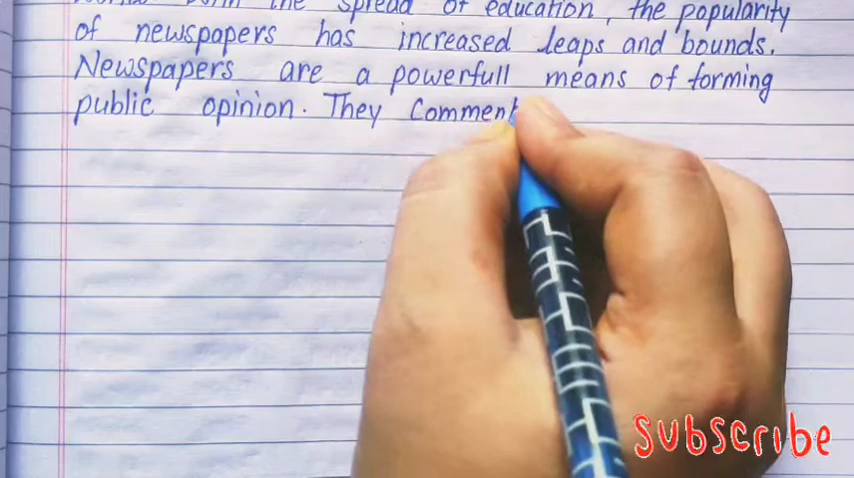 the spread of education, the popularity
of newspapers has increased leaps and bounds.
Newspapers are a powerfull means of forming
public opinion. They Comment
Subscribe